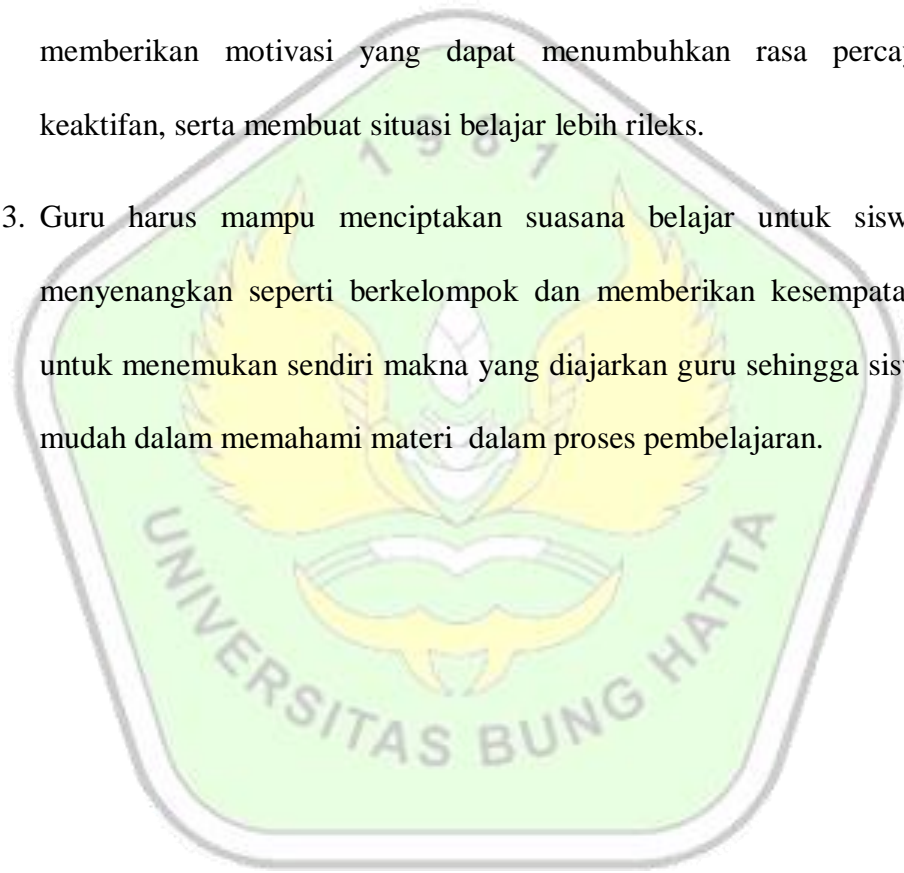 memberikan motivasi yang dapat menumbuhkan rasa
keaktifan, serta membuat situasi belajar lebih rileks.
1981
3. Guru harus mampu menciptakan suasana belajar untuk
menyenangkan seperti berkelompok dan memberikan
untuk menemukan sendiri makna yang diajarkan guru sehingga
mudah dalam memahami materi dalam proses pembelajaran.
UNIVERSITAS BUNG HATTA